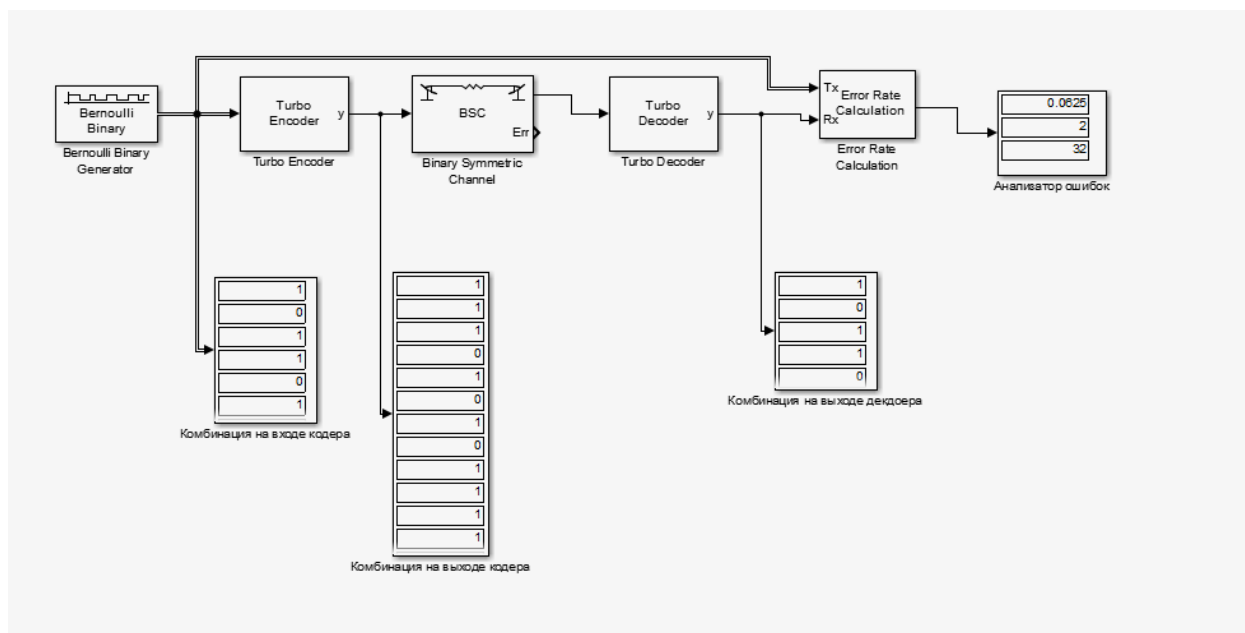 Bernoulli
Binary
Bernoulli Binary
Generator
Turbo
Encoder
y
Turbo Encoder
BSC
Err
Binary Symmetric
Channel
Turbo
Decoder
y
Turbo Decoder
Tx
Rx
Error Rate
Calculation
Error Rate
Calculation
0.0625
2
32
Анализатор ошибок
1
0
1
1
0
1
Комбинация на входе кодера
1
1
1
0
1
0
1
0
1
1
1
1
Комбинация на выходе кодера
1
0
1
1
0
Комбинация на выходе декдоера